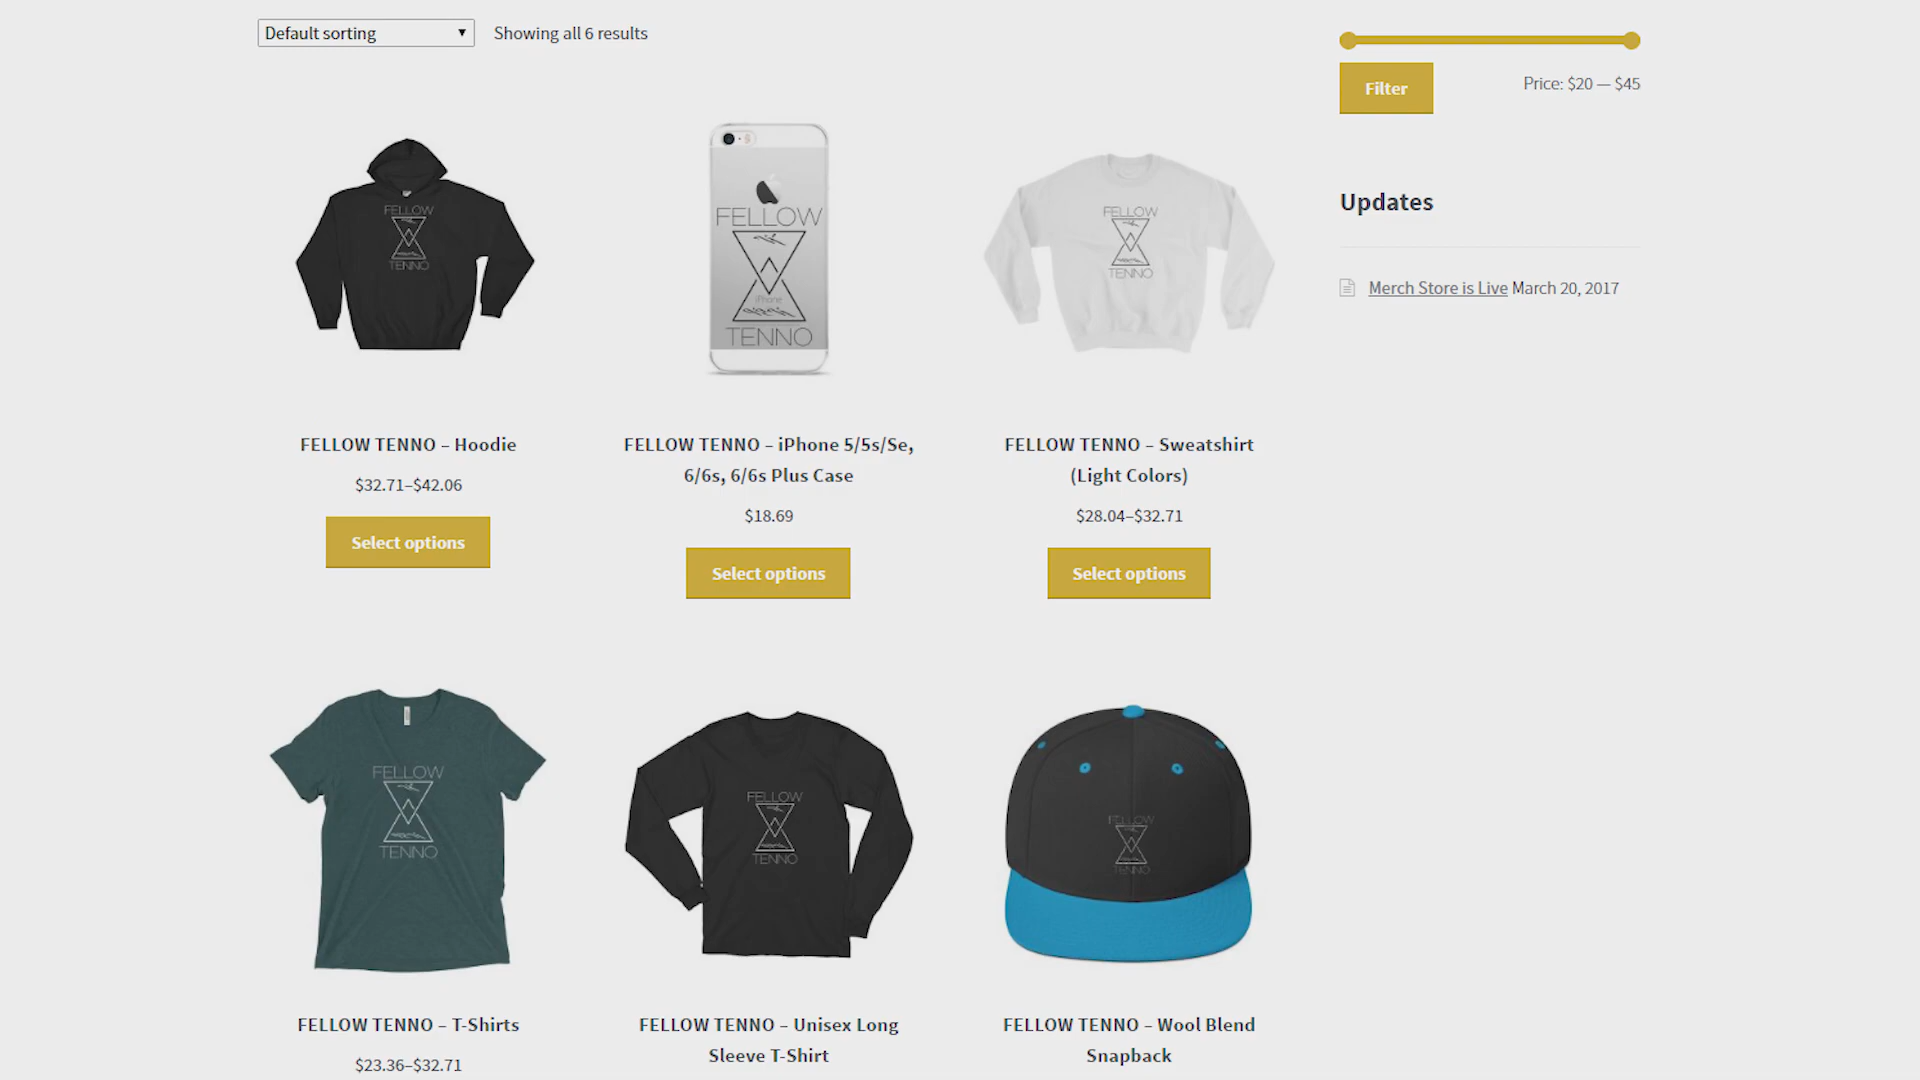 Default sorting
Showing all 6 results
Filter
Price: $20 — $45
Updates
Merch Store is Live March 20, 2017
FELLOW
TENNO
FELLOW
iPhone
TENNO
FELLOW
TENNO
FELLOW TENNO – Hoodie
$32.71–$42.06
Select options
FELLOW TENNO – iPhone 5/5s/Se,
6/6s, 6/6s Plus Case
$18.69
Select options
FELLOW TENNO – Sweatshirt
(Light Colors)
$28.04–$32.71
Select options
FELLOW
TENNO
FELLOW
TENNO
FELLOW
TENNO
FELLOW TENNO – T-Shirts
$23.36–$32.71
FELLOW TENNO – Unisex Long
Sleeve T-Shirt
FELLOW TENNO – Wool Blend
Snapback